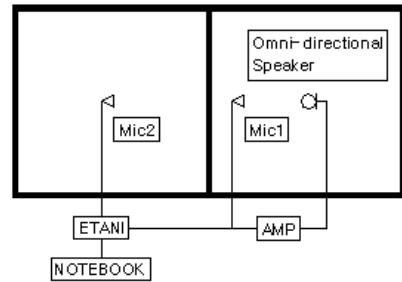 Omni-directional
Speaker
Mic2
Mic1
ETANI
AMP
NOTEBOOK